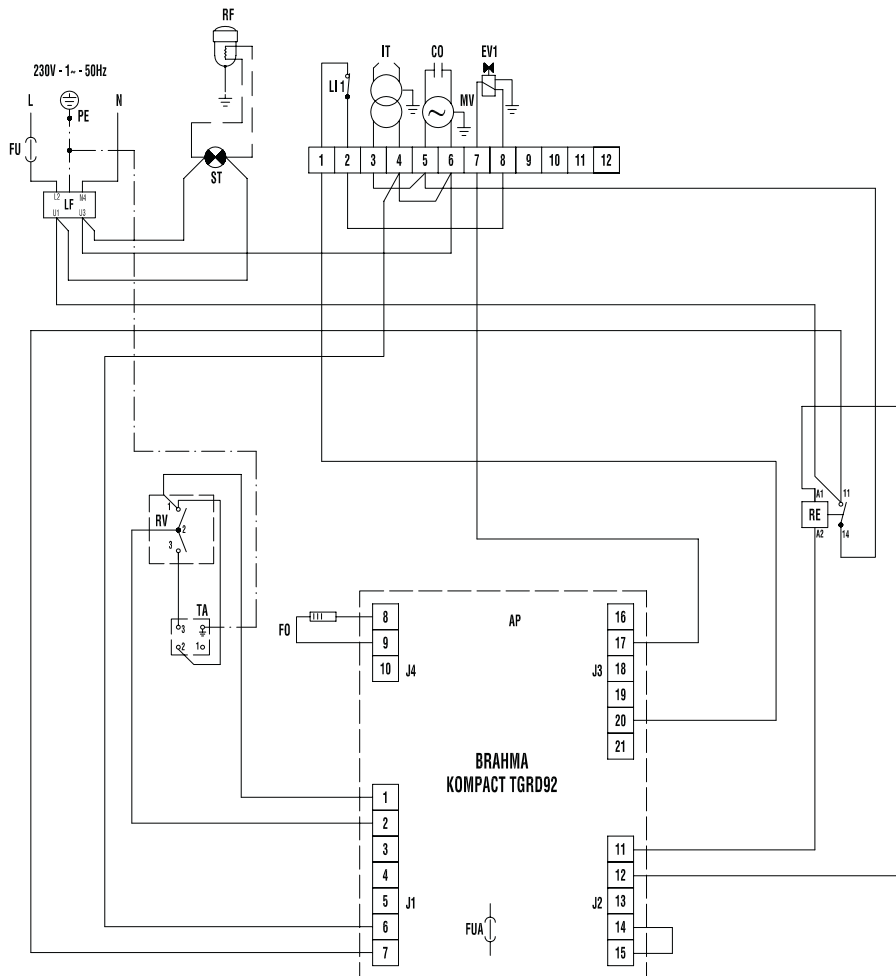 RF
230V - 1~ - 50Hz
L
PE
N
FU
L2
N4
LF
U1
U3
ST
IT
CO
EV1
LI 1
MV
1 2 3 4 5 6 7 8 9 10 11 12
A1
11
RE
A2
14
1
RV
2
3
TA
3
2
1
FO
8
9
10
J4
AP
16
17
18
19
20
21
J3
BRAHMA
KOMPACT TGRD92
1
2
3
4
5
6
7
J1
FUA
11
12
13
14
15
J2